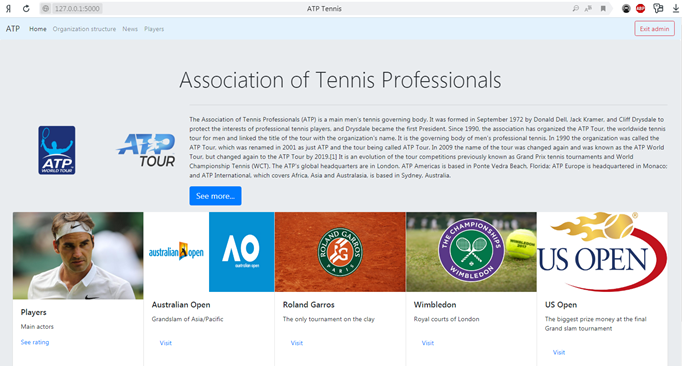 127.0.0.1:5000
ATP Tennis
ATP Home Organization structure News Players
Exit admin
Association of Tennis Professionals
The Association of Tennis Professionals (ATP) is a main men's tennis governing body. It was formed in September 1972 by Donald Dell, Jack Kramer, and Cliff Drysdale to
protect the interests of professional tennis players, and Drysdale became the first President. Since 1990, the association has organized the ATP Tour, the worldwide tennis
tour for men and linked the title of the tour with the organization's name. It is the governing body of men's professional tennis. In 1990 the organization was called the
ATP Tour, which was renamed in 2001 as just ATP and the tour being called ATP Tour. In 2009 the name of the tour was changed again and was known as the ATP World
Tour, but changed again to the ATP Tour by 2019.[1] It is an evolution of the tour competitions previously known as Grand Prix tennis tournaments and World
Championship Tennis (WCT). The ATP's global headquarters are in London. ATP Americas is based in Ponte Vedra Beach, Florida; ATP Europe is headquartered in Monaco;
and ATP International, which covers Africa, Asia and Australasia, is based in Sydney, Australia.
ATP
WORLD TOUR
ATP
TOUR
See more...
australian open
AO
australian open
ROLAND GARROS
PARIS
THE CHAMPIONSHIPS
WIMBLEDON
WIMBLEDON
US OPEN
Players
Main actors
See rating
Australian Open
Grandslam of Asia/Pacific
Visit
Roland Garros
The only tournament on the clay
Visit
Wimbledon
Royal courts of London
Visit
US Open
The biggest prize money at the final
Grand slam tournament
Visit